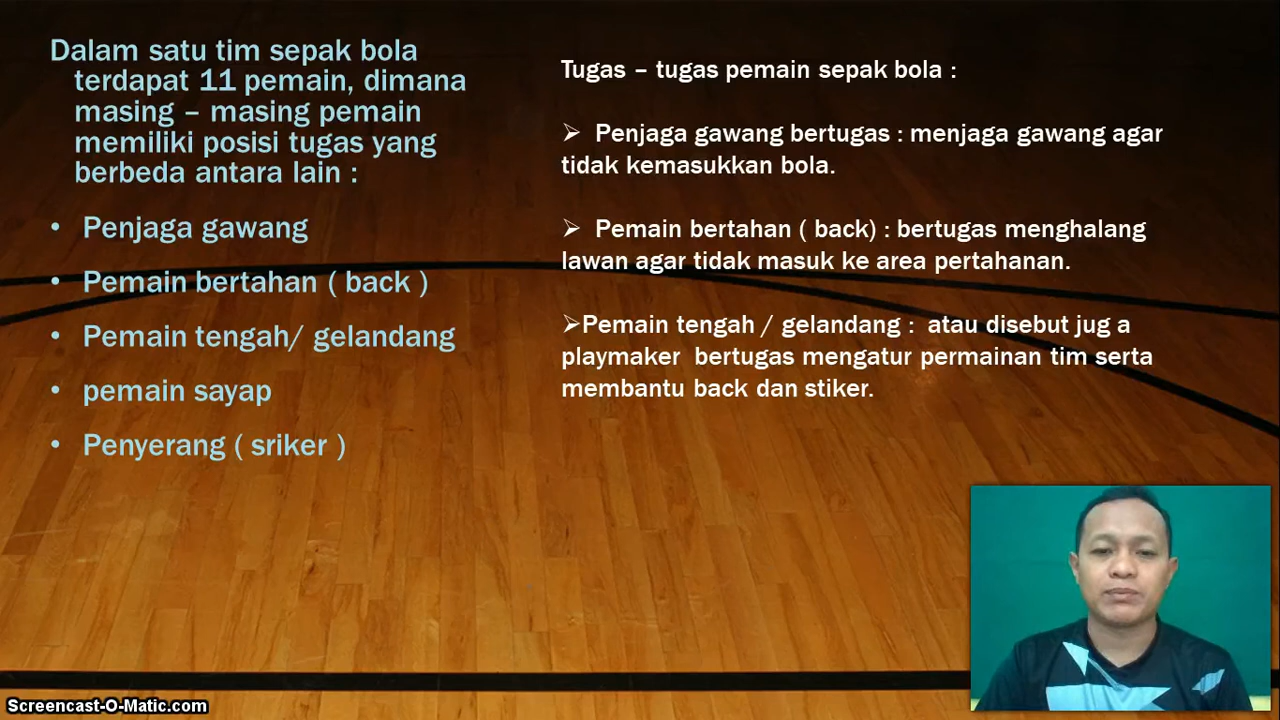 Dalam satu tim sepak bola
terdapat 11 pemain, dimana
masing – masing pemain
memiliki posisi tugas yang
berbeda antara lain :
• Penjaga gawang
• Pemain bertahan ( back )
• Pemain tengah/ gelandang
• pemain sayap
• Penyerang ( sriker )
Tugas – tugas pemain sepak bola :
➢ Penjaga gawang bertugas : menjaga gawang agar
tidak kemasukkan bola.
➢ Pemain bertahan ( back) : bertugas menghalang
lawan agar tidak masuk ke area pertahanan.
➢Pemain tengah / gelandang : atau disebut jug a
playmaker bertugas mengatur permainan tim serta
membantu back dan stiker.
Screencast-O-Matic.com